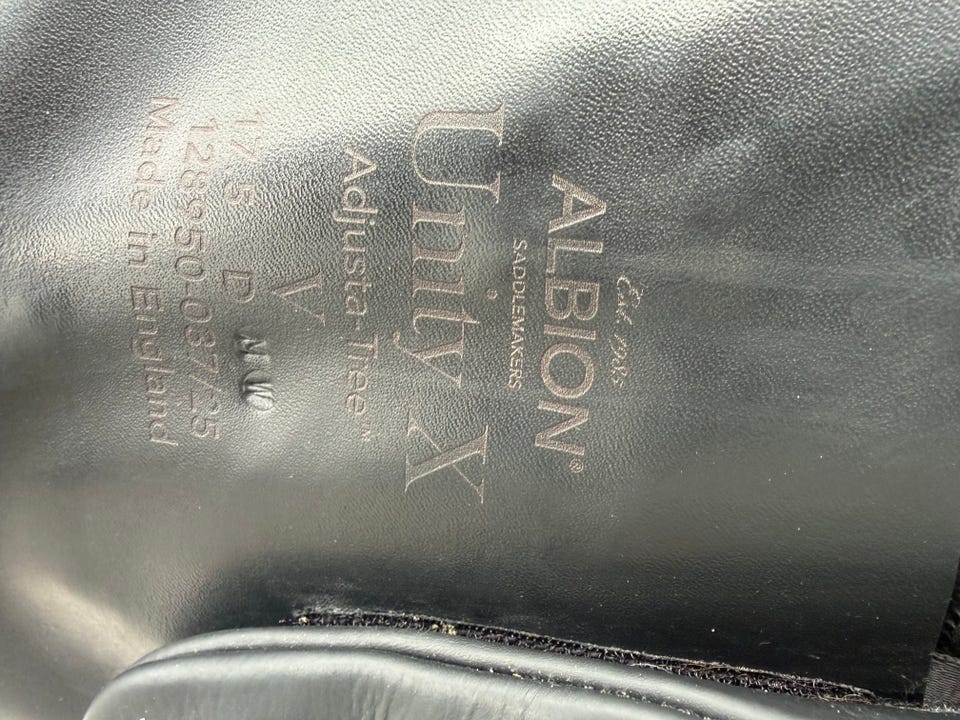 Est. 1985
ALBION®
SADDLEMAKERS
Unity X
Adjusta-Tree™
V
17.5 D MW
128950-037/25
Made in England